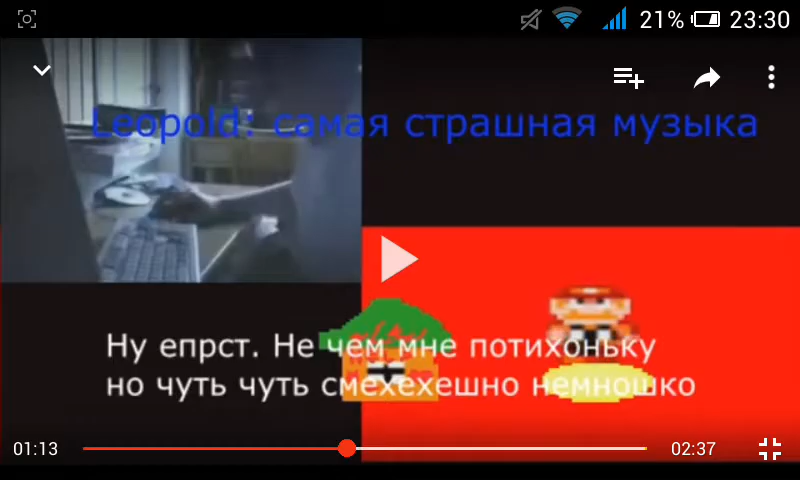 21% 23:30
Leopold: самая страшная музыка
Ну епрст. Не чем мне потихоньку
но чуть чуть смехехешно немношко
01:13 02:37